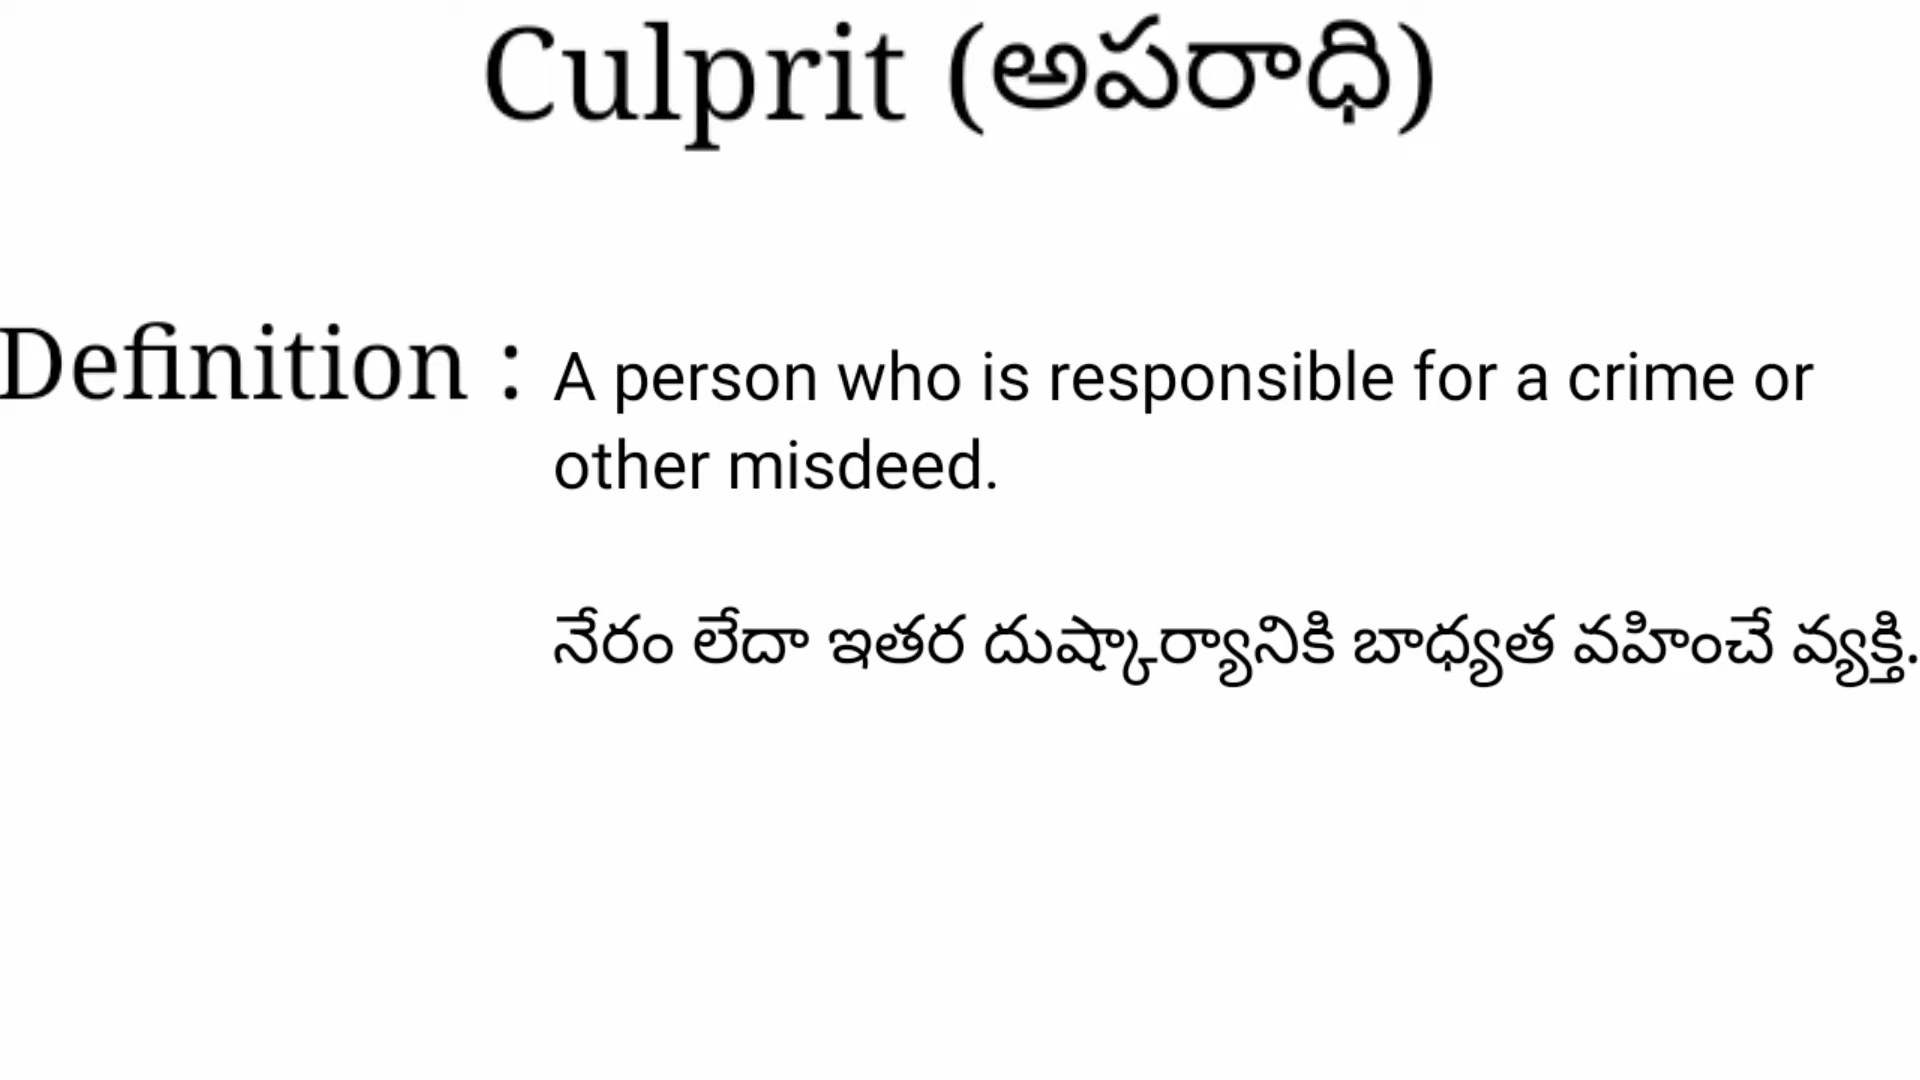 Culprit (అపరాధి)
Definition : A person who is responsible for a crime or
other misdeed.
నేరం లేదా ఇతర దుష్కార్యానికి బాధ్యత వహించే వ్యక్తి.